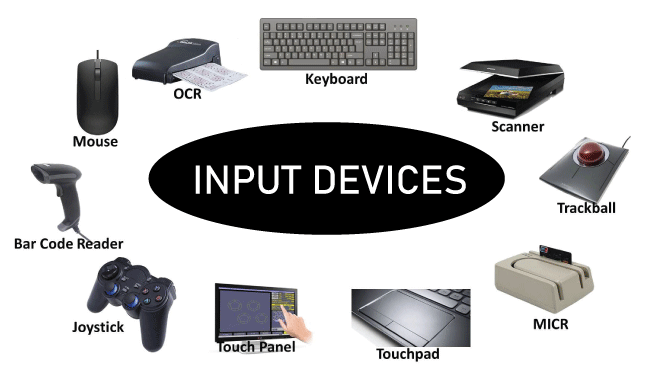 Keyboard
OCR
Scanner
Mouse
INPUT DEVICES
Trackball
Bar Code Reader
Joystick
MICR
Touch Panel
Touchpad